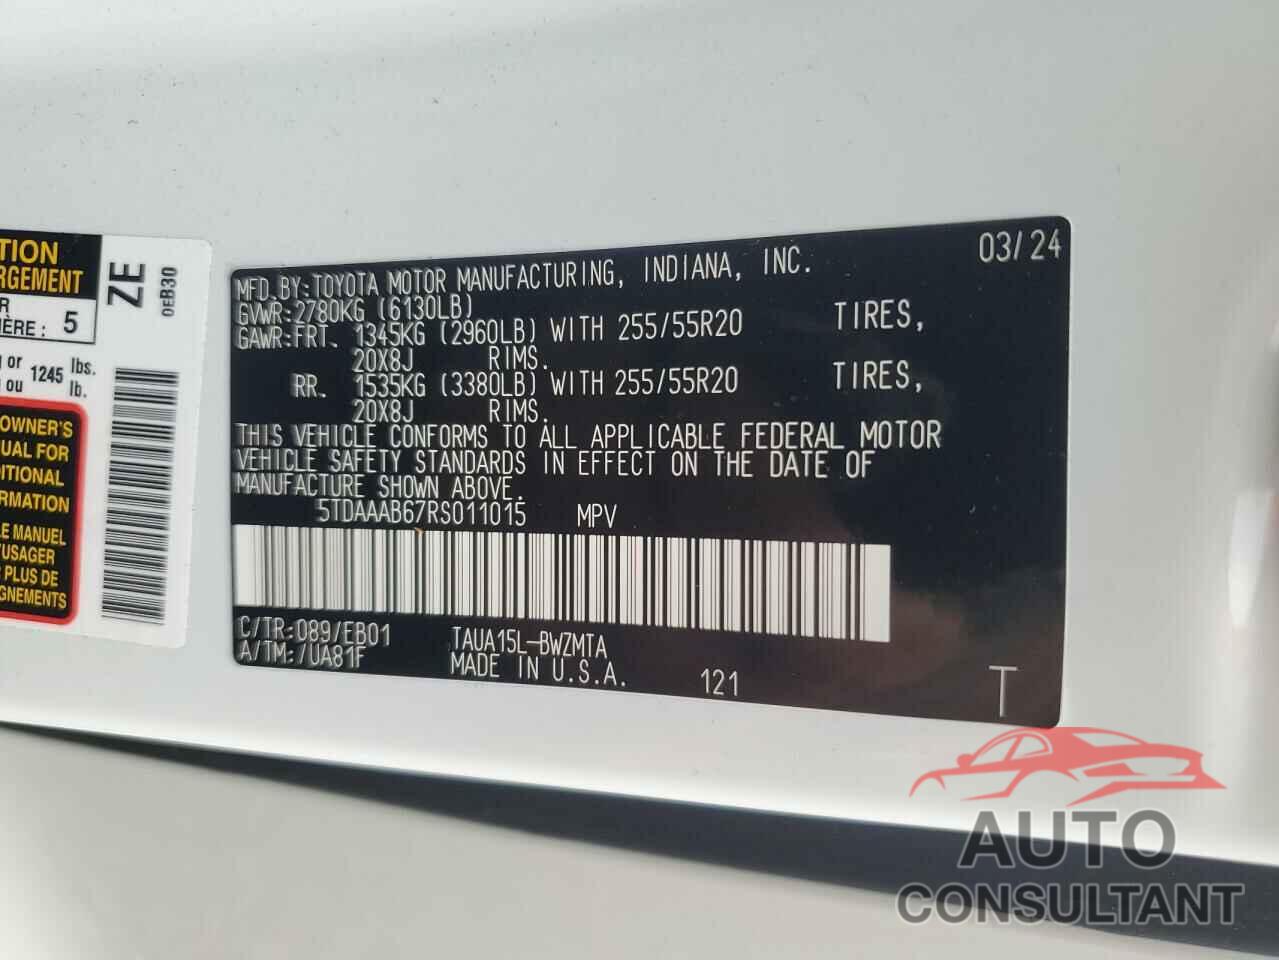 TION
RGEMENT
R
IÈRE : 5
g or
ou
1245
lbs.
lb.
OWNER'S
UAL FOR
DITIONAL
RMATION
LE MANUEL
'USAGER
PLUS DE
GNEMENTS
ZE
0EB30
03/24
MFD.BY:TOYOTA MOTOR MANUFACTURING, INDIANA, INC.
GVWR:2780KG (6130LB)
GAWR:FRT. 1345KG (2960LB) WITH 255/55R20 TIRES,
20X8J RIMS.
RR. 1535KG (3380LB) WITH 255/55R20 TIRES,
20X8J RIMS.
THIS VEHICLE CONFORMS TO ALL APPLICABLE FEDERAL MOTOR
VEHICLE SAFETY STANDARDS IN EFFECT ON THE DATE OF
MANUFACTURE SHOWN ABOVE.
5TDAAAB67RS011015 MPV
C/TR:089/EB01 TAUA15L-BWZMTA
A/TM:/UA81F MADE IN U.S.A. 121
T
AUTO
CONSULTANT